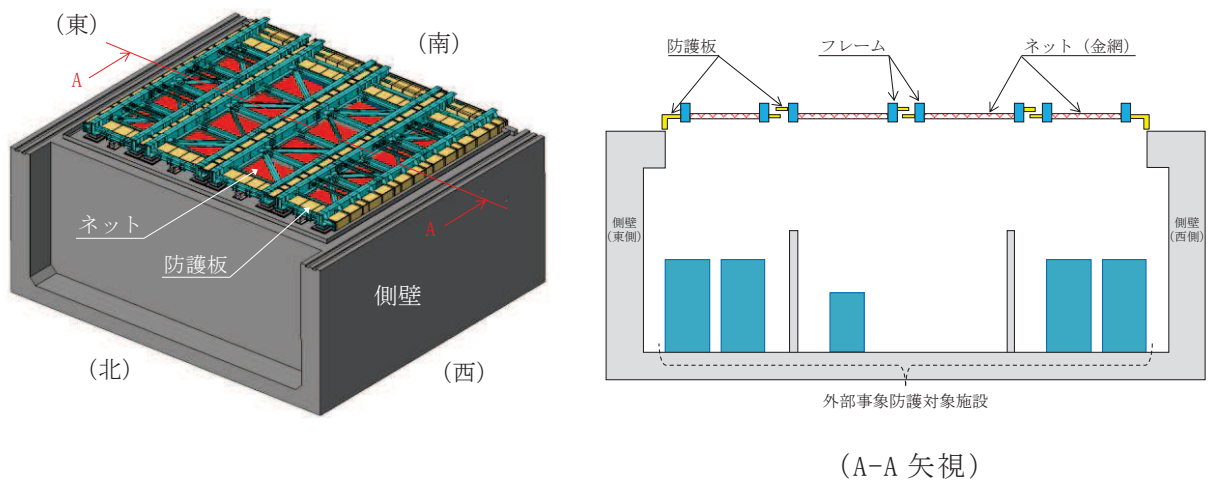 (東)
(南)
A
ネット
防護板
A
側壁
(北)
(西)
防護板
フレーム
ネット（金網）
側壁
(東側)
側壁
(西側)
外部事象防護対象施設
(A-A 矢視)